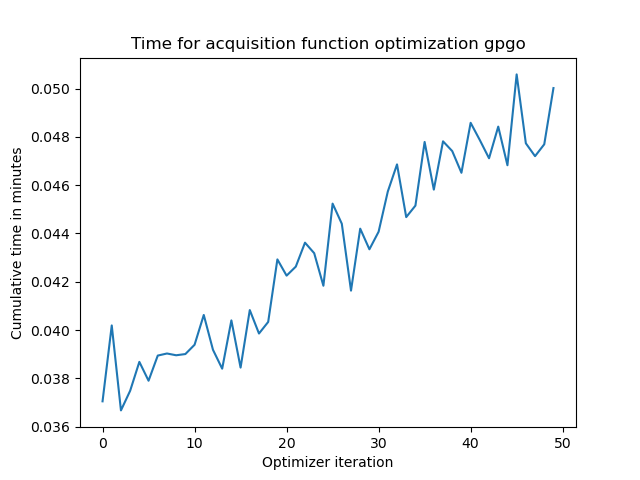 Time for acquisition function optimization gpgo
Cumulative time in minutes
0.050
0.048
0.046
0.044
0.042
0.040
0.038
0.036
0 10 20 30 40 50
Optimizer iteration